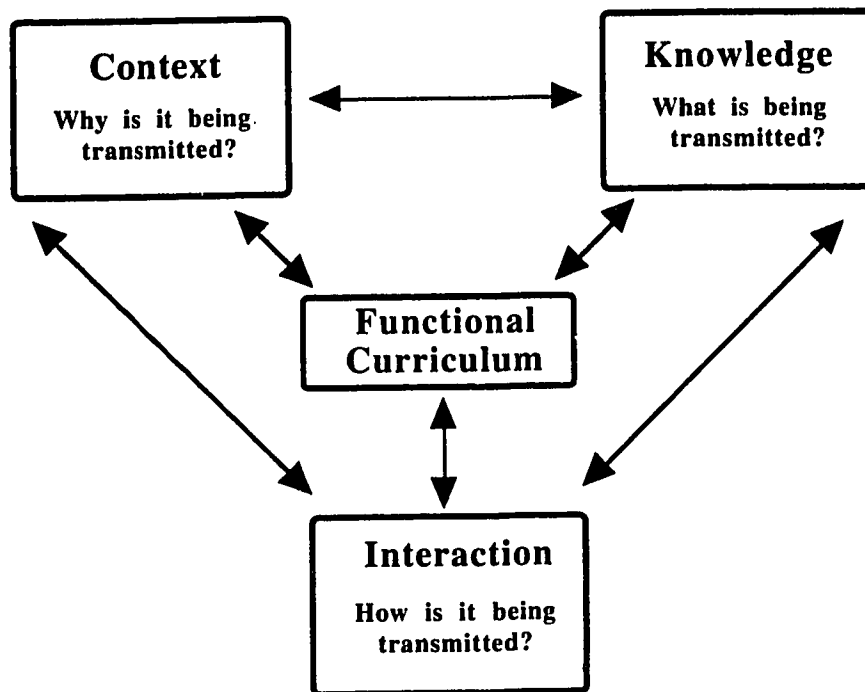 Context
Why is it being
transmitted?
Knowledge
What is being
transmitted?
Functional
Curriculum
Interaction
How is it being
transmitted?